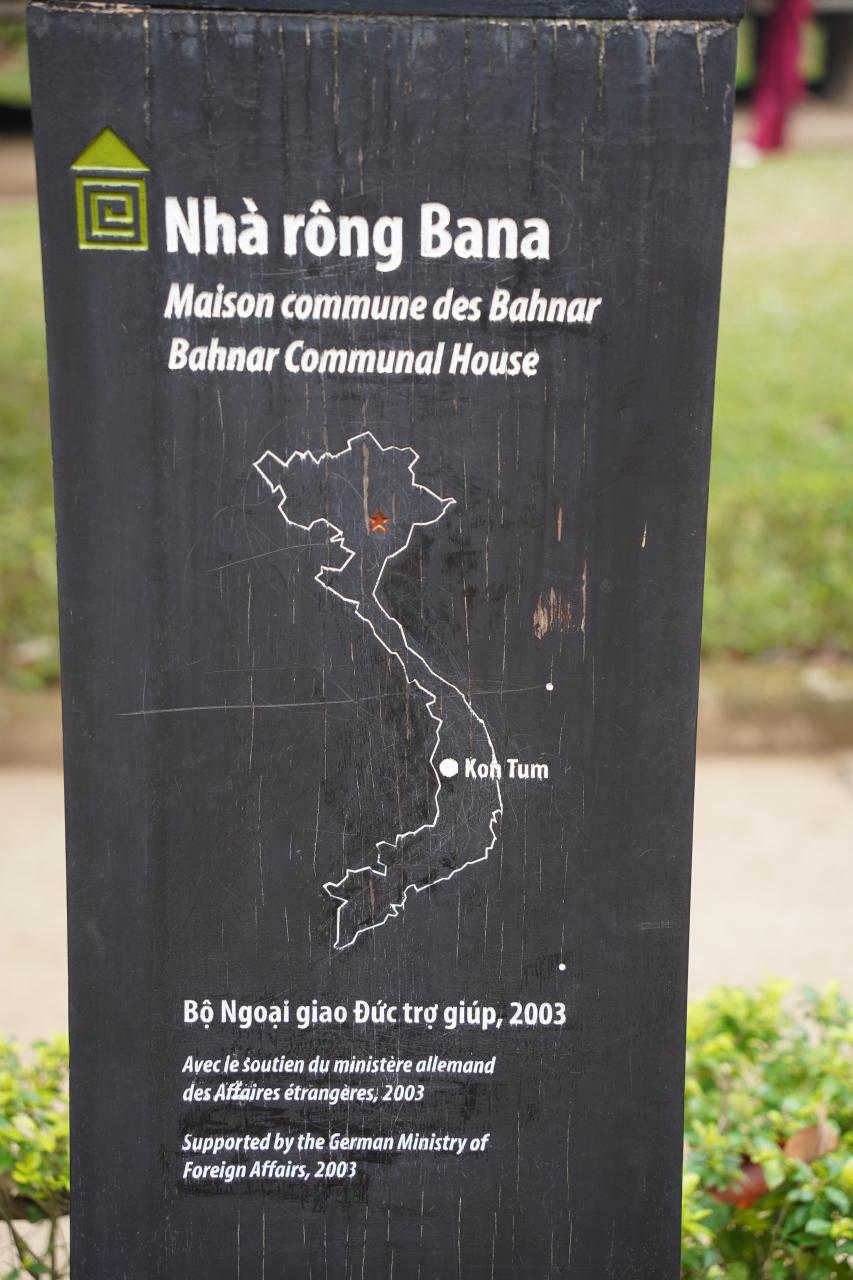 Nhà rông Bana
Maison commune des Bahnar
Bahnar Communal House
Kon Tum
Bộ Ngoại giao Đức trợ giúp, 2003
Avec le soutien du ministère allemand
des Affaires étrangères, 2003
Supported by the German Ministry of
Foreign Affairs, 2003